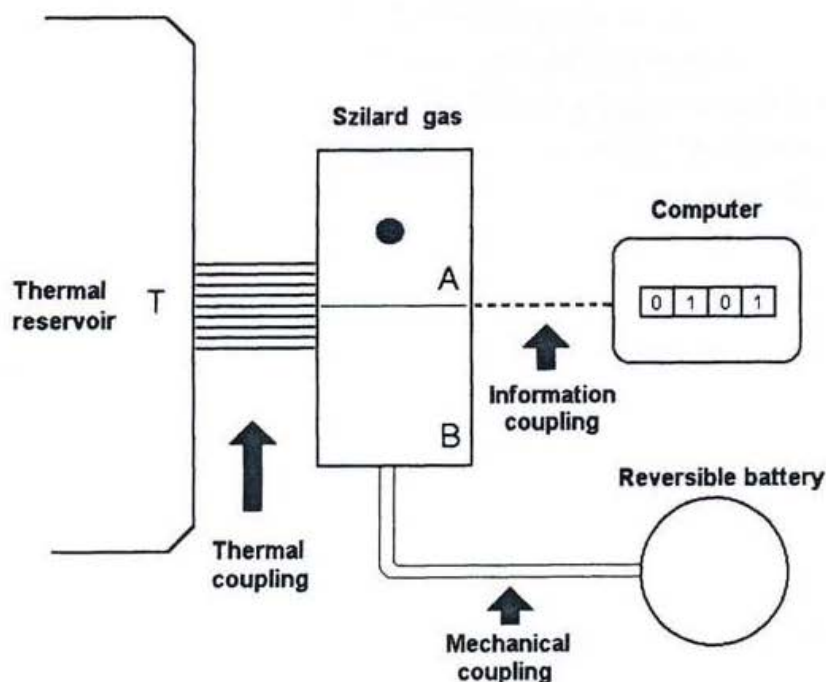 Szilard gas
Computer
A
Thermal
reservoir
T
0 1 0 1
Information
coupling
B
Reversible battery
Thermal
coupling
Mechanical
coupling